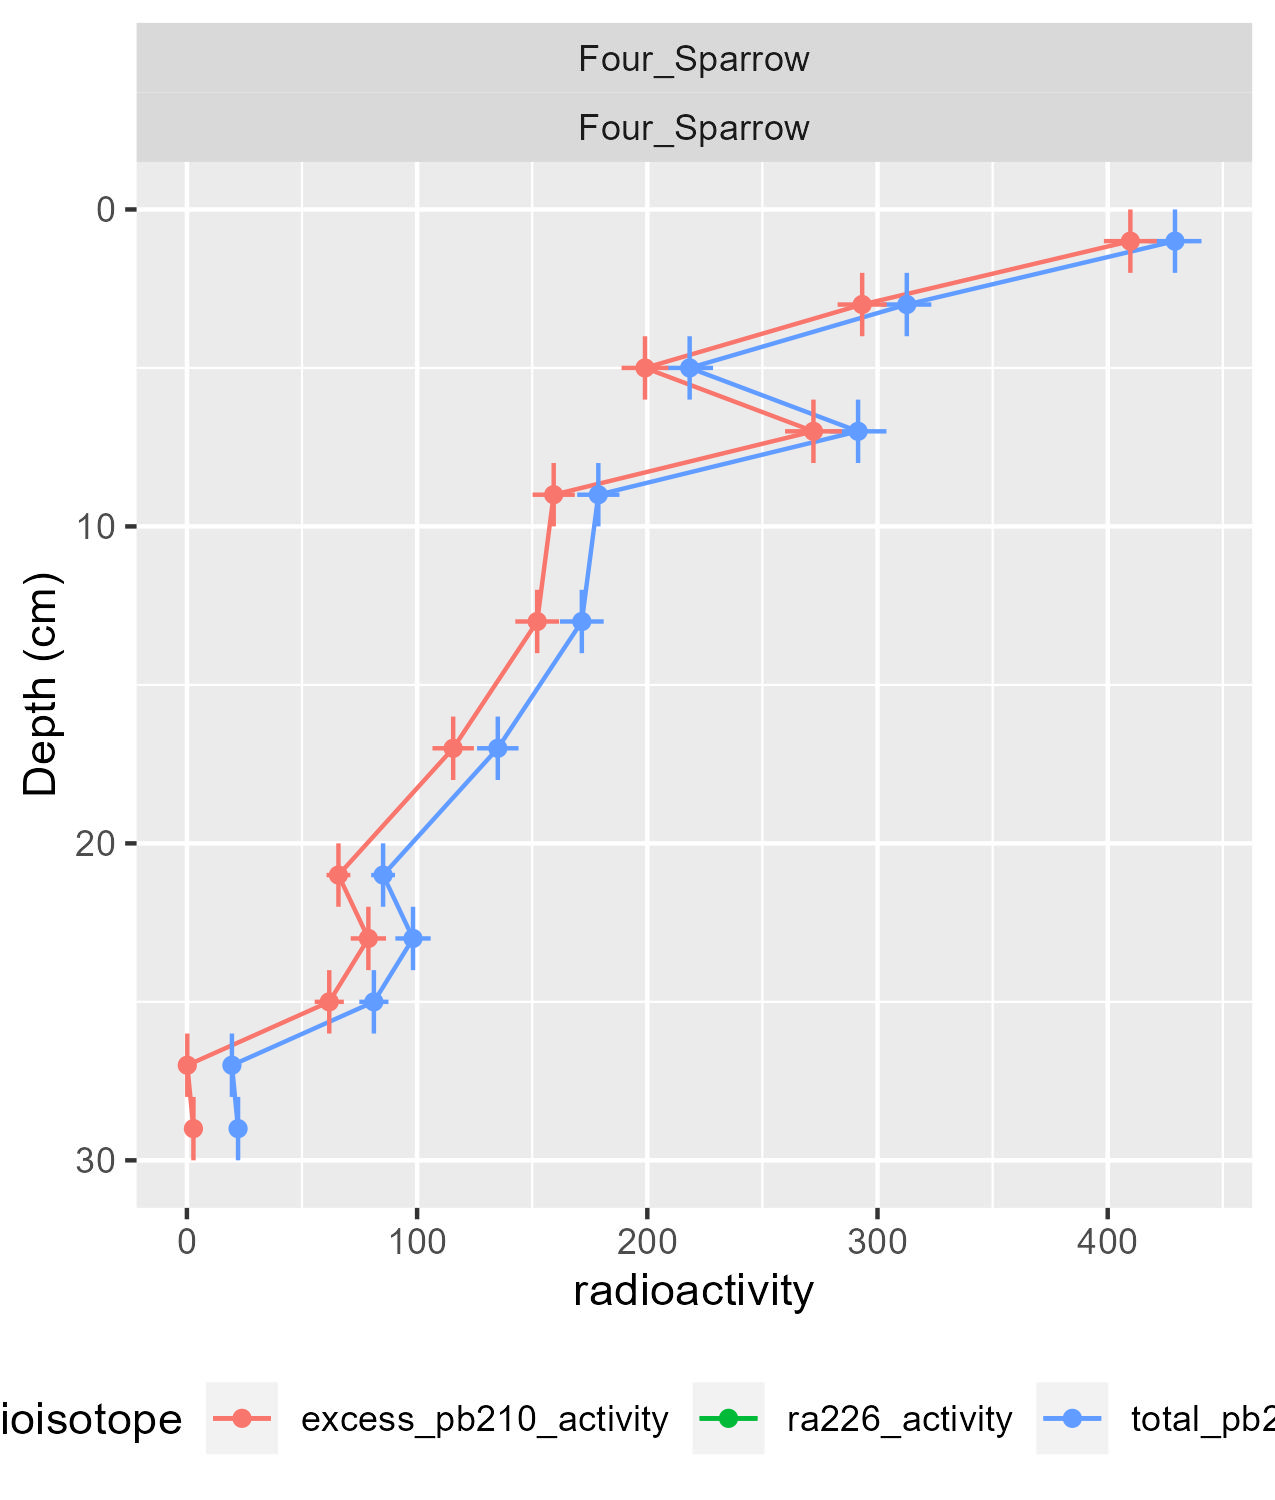 Four_Sparrow
Four_Sparrow
0
10
20
30
Depth (cm)
0 100 200 300 400
radioactivity
ioisotope excess_pb210_activity ra226_activity total_pb2